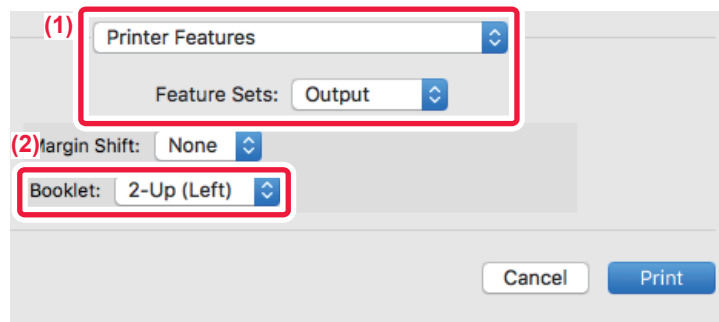 (1)
Printer Features
Feature Sets: Output
(2)
Margin Shift: None
Booklet: 2-Up (Left)
Cancel Print